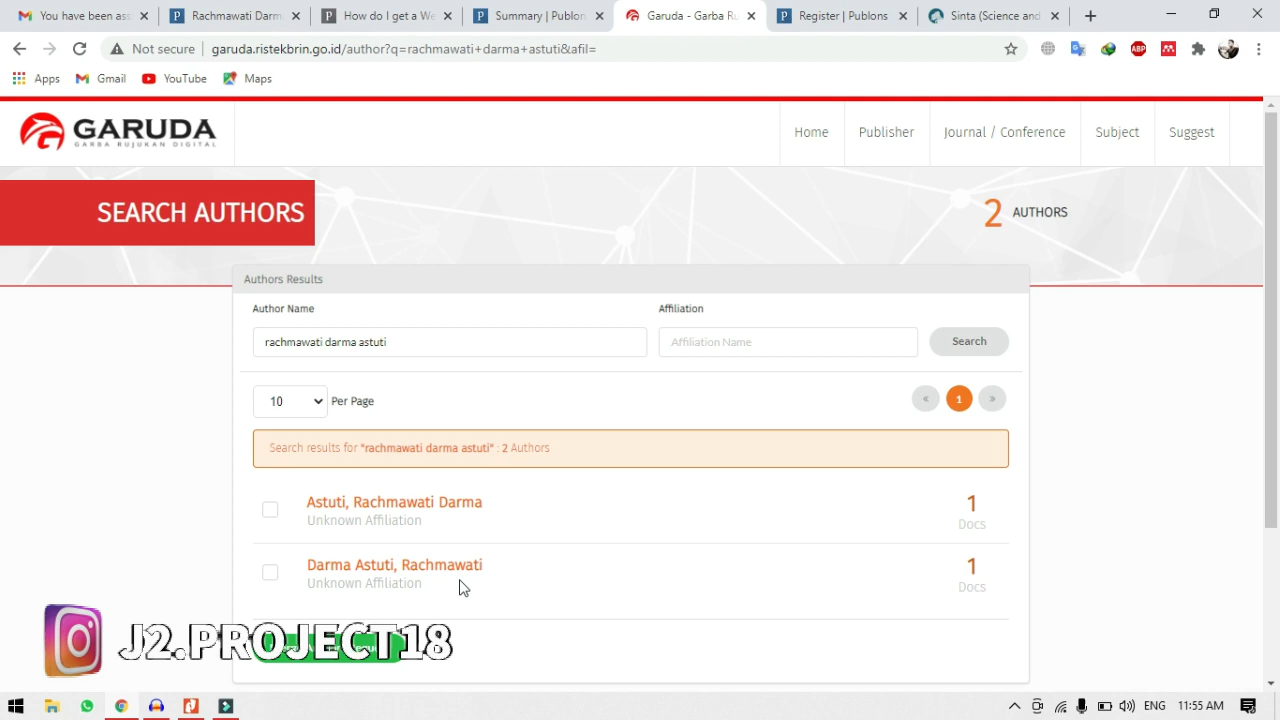 You have been ass
Rachmawati Darm
How do I get a We
Summary | Publon
Garuda - Garba Ru
Register | Publons
Sinta (Science an
Not secure | garuda.ristekbrin.go.id/author?q=rachmawati+darma+astuti&afil=
Apps
Gmail
YouTube
Maps
GARUDA
GARBA RUJUKAN DIGITAL
Home
Publisher
Journal / Conference
Subject
Suggest
SEARCH AUTHORS
2 AUTHORS
Authors Results
Author Name
Affiliation
rachmawati darma astuti
Affiliation Name
Search
10
Per Page
«
1
»
Search results for "rachmawati darma astuti" : 2 Authors
Astuti, Rachmawati Darma
Unknown Affiliation
1
Docs
Darma Astuti, Rachmawati
Unknown Affiliation
1
Docs
J2.PROJECT18
ENG
11:55 AM